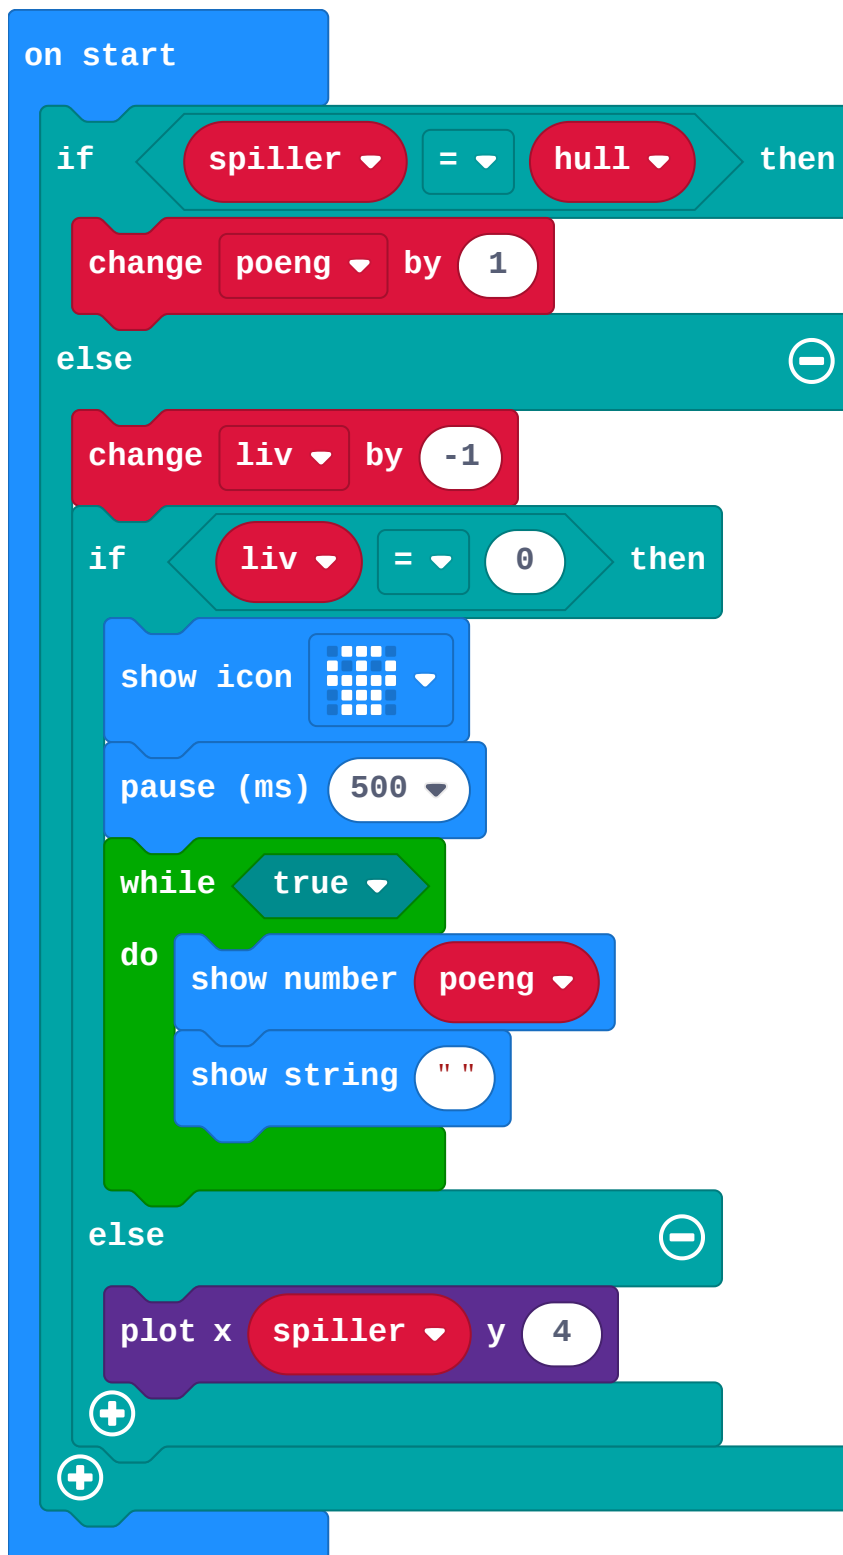 on start
if spiller = hull then
change poeng by 1
else
change liv by -1
if liv = 0 then
show icon
pause (ms) 500
while true
do
show number poeng
show string " "
else
plot x spiller y 4